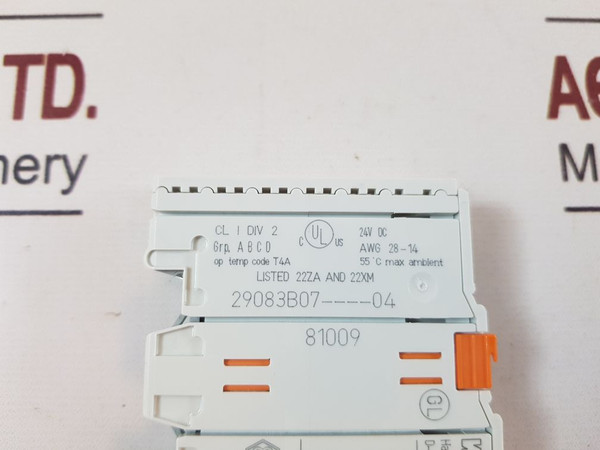 TD.
nery
Ae
M
CL I DIV 2
Grp. A B C D
op temp code T4A
C UL US
24V DC
AWG 28-14
55°C max ambient
LISTED 22ZA AND 22XM
29083B07----04
81009
GL